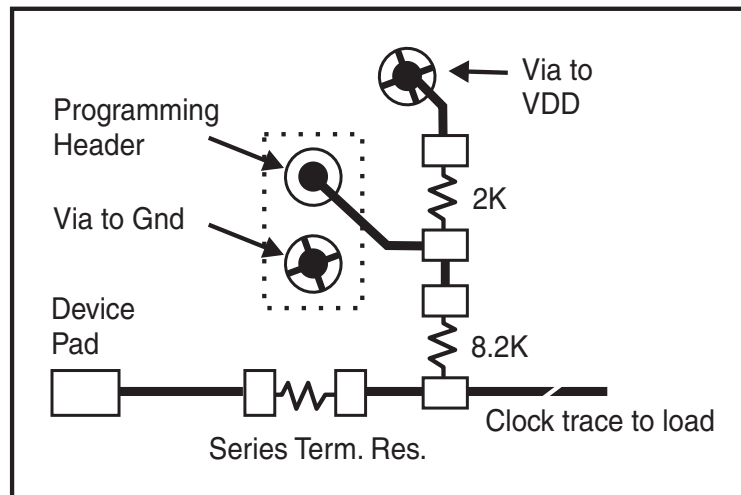 Via to
VDD
Programming
Header
2K
Via to Gnd
Device
Pad
8.2K
Clock trace to load
Series Term. Res.